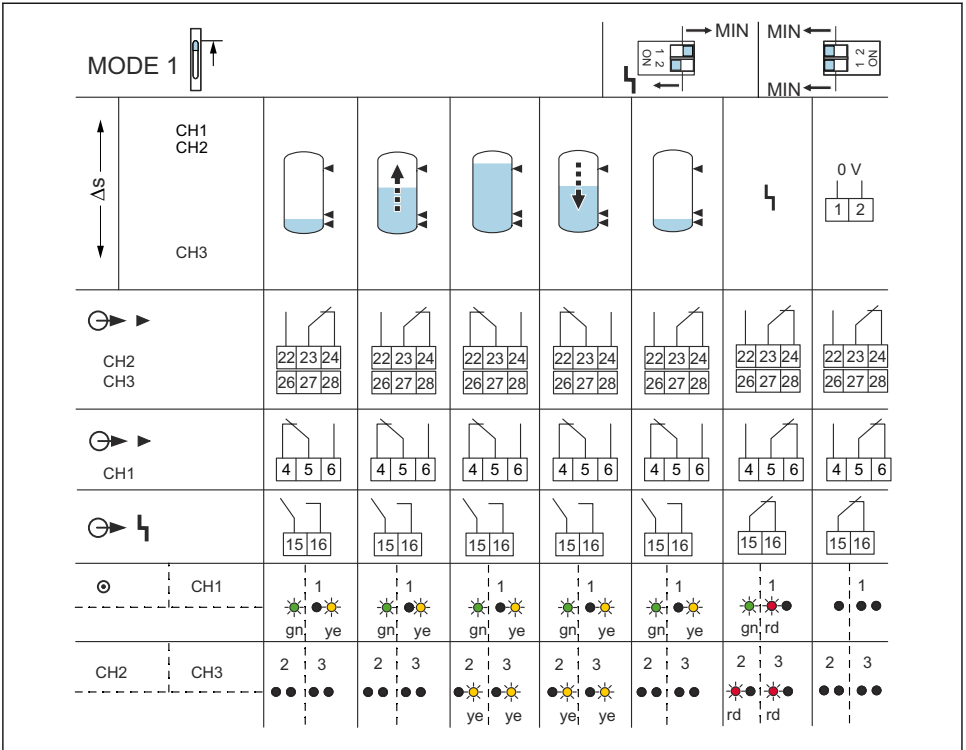 MODE 1
MIN
ON
1 2
MIN
1 2
ON
MIN
Δs
CH1
CH2
CH3
0 V
1 2
CH2
CH3
22 23 24 22 23 24 22 23 24 22 23 24 22 23 24 22 23 24 22 23 24
26 27 28 26 27 28 26 27 28 26 27 28 26 27 28 26 27 28 26 27 28
CH1
4 5 6 4 5 6 4 5 6 4 5 6 4 5 6 4 5 6 4 5 6
15 16 15 16 15 16 15 16 15 16 15 16 15 16
CH1 1 1 1 1 1 1 1
gn ye gn ye gn ye gn ye gn ye gn rd
CH2 CH3 2 3 2 3 2 3 2 3 2 3 2 3 2 3
ye ye ye ye rd rd